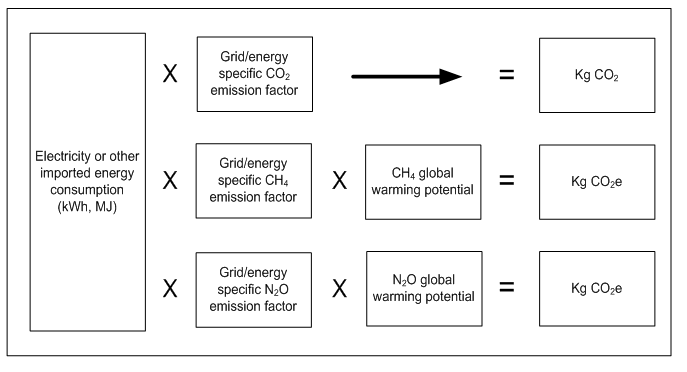 Electricity or other
imported energy
consumption
(kWh, MJ)
X
Grid/energy
specific CO₂
emission factor
=
Kg CO₂
X
Grid/energy
specific CH₄
emission factor
X
CH₄ global
warming potential
=
Kg CO₂e
X
Grid/energy
specific N₂O
emission factor
X
N₂O global
warming potential
=
Kg CO₂e